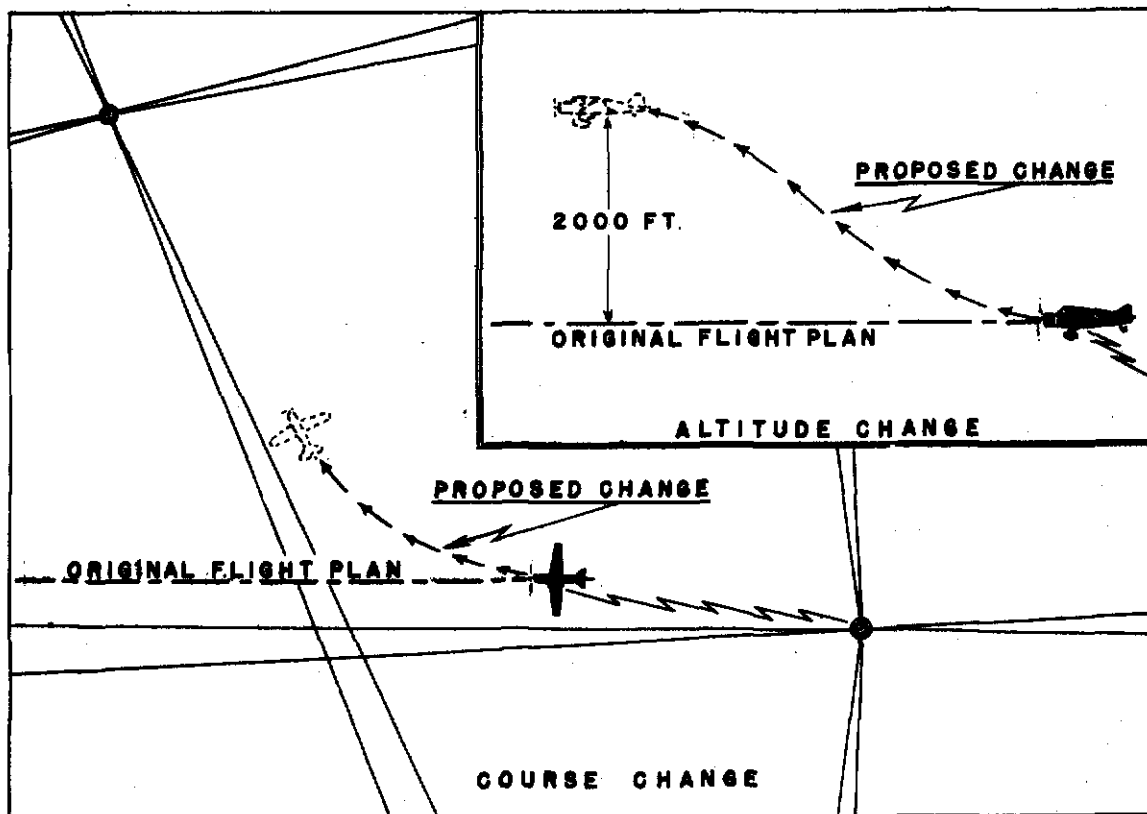 PROPOSED CHANGE
2000 FT.
ORIGINAL FLIGHT PLAN
ALTITUDE CHANGE
PROPOSED CHANGE
ORIGINAL FLIGHT PLAN
COURSE CHANGE